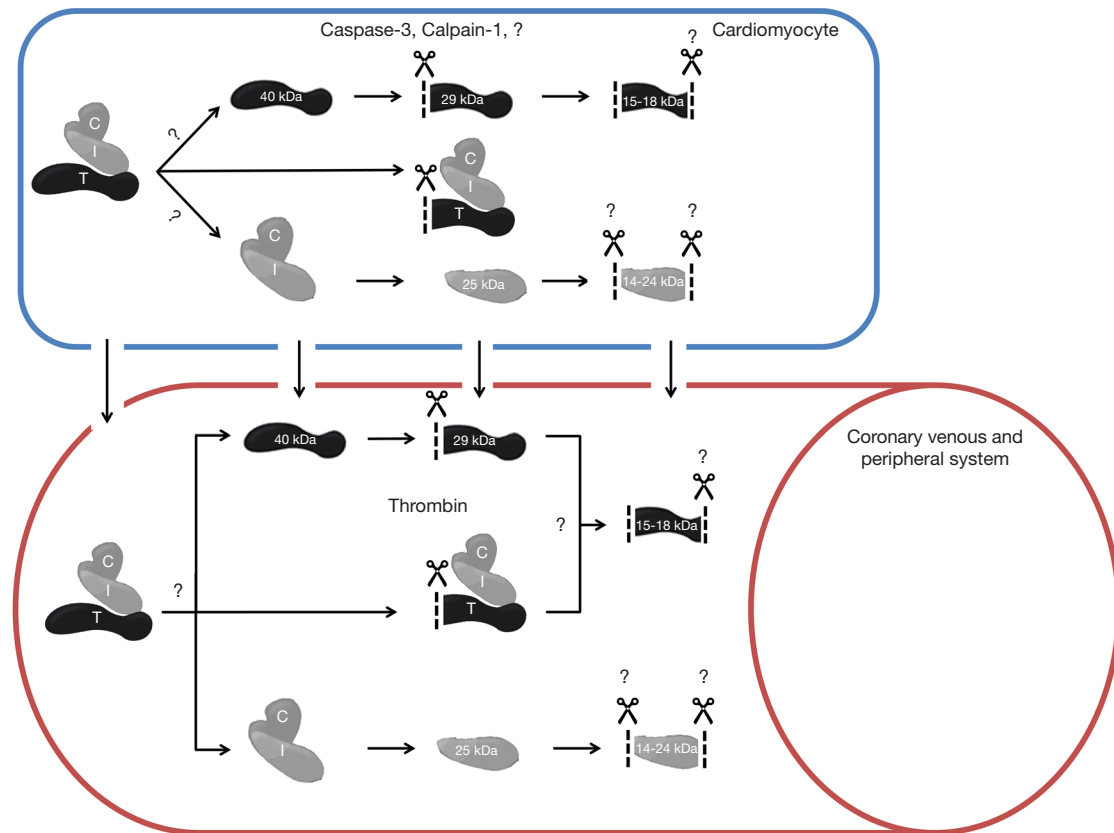 Caspase-3, Calpain-1, ?
Cardiomyocyte
?
40 kDa
29 kDa
15-18 kDa
C
I
T
?
?
C
I
T
C
I
25 kDa
?
?
14-24 kDa
40 kDa
29 kDa
Coronary venous and
peripheral system
?
15-18 kDa
Thrombin
?
C
I
T
?
C
I
T
C
I
25 kDa
?
?
14-24 kDa